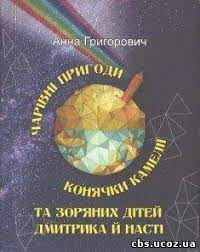 Анна Григорович
ЧАРІВНІ ПРИГОДИ
КОНЯЧКИ КАМЕЛІЇ
ТА ЗОРЯНИХ ДІТЕЙ
ДМИТРИКА Й НАСТІ
cbs.ucoz.ua